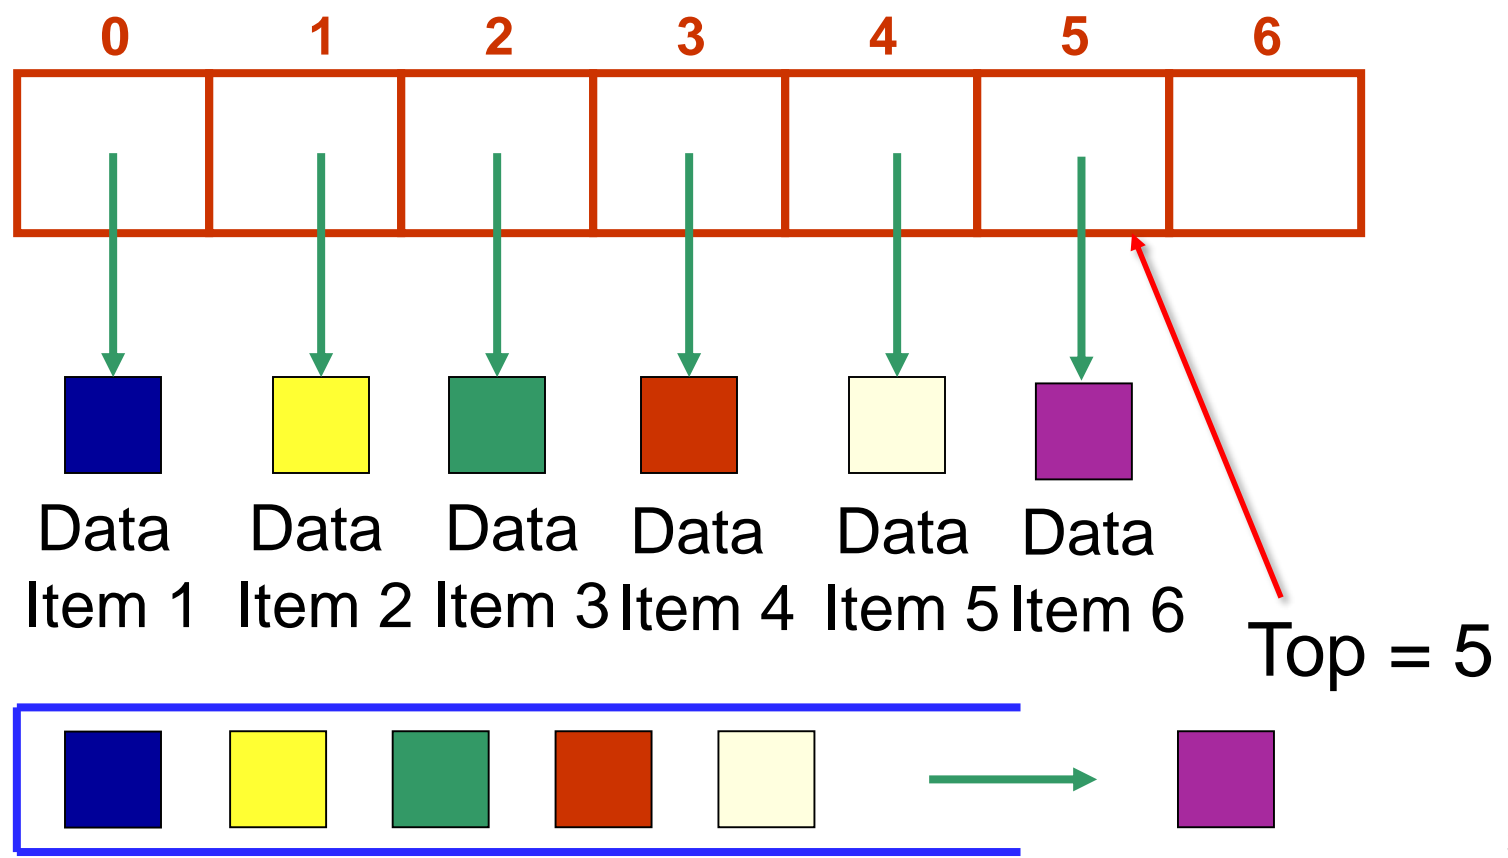 0 1 2 3 4 5 6
Data Data Data Data Data Data
Item 1 Item 2 Item 3 Item 4 Item 5 Item 6
Top = 5